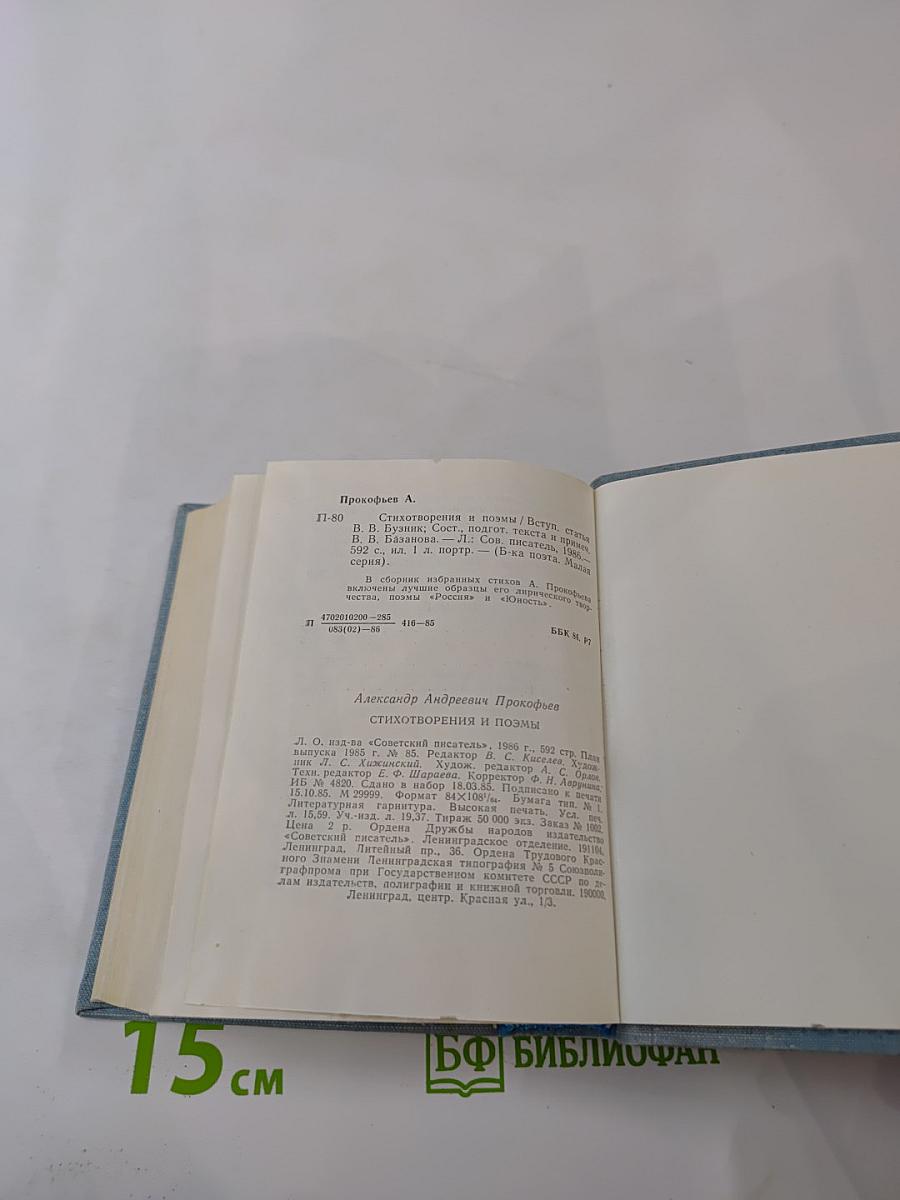 Прокофьев А.
П-80 Стихотворения и поэмы / Вступ. статья
В. В. Бузник; Сост., подгот. текста и примеч.
В. В. Базанова. — Л.: Сов. писатель, 1986.—
592 с., ил. 1 л. портр. — (Б-ка поэта. Малая
серия).
В сборник избранных стихов А. Прокофьева
включены лучшие образцы его лирического твор-
чества, поэмы «Россия» и «Юность».
П 4702010200—285 416—85
083(02)—86
ББК 84. Р7
Александр Андреевич Прокофьев
СТИХОТВОРЕНИЯ И ПОЭМЫ
Л. О. изд-ва «Советский писатель», 1986 г., 592 стр. План
выпуска 1985 г. № 85. Редактор В. С. Киселев. Худож-
ник Л. С. Хижинский. Худож. редактор А. С. Орлов.
Техн. редактор Е. Ф. Шараева. Корректор Ф. Н. Аврунина.
ИБ № 4820. Сдано в набор 18.03.85. Подписано к печати
15.10.85. М 29999. Формат 84×108¹/₆₄. Бумага тип. № 1.
Литературная гарнитура. Высокая печать. Усл. печ.
л. 15,59. Уч.-изд. л. 19,37. Тираж 50 000 экз. Заказ № 1002.
Цена 2 р. Ордена Дружбы народов издательство
«Советский писатель». Ленинградское отделение. 191104,
Ленинград, Литейный пр., 36. Ордена Трудового Крас-
ного Знамени Ленинградская типография № 5 Союзполи-
графпрома при Государственном комитете СССР по де-
лам издательств, полиграфии и книжной торговли. 190000,
Ленинград, центр. Красная ул., 1/3.
15 см
БФ БИБЛИОФАН